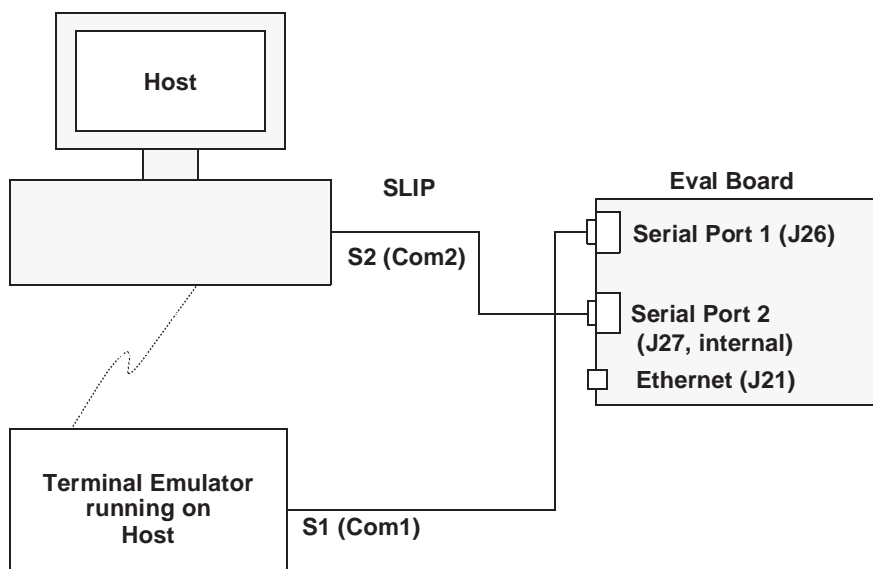 Host
SLIP
S2 (Com2)
Eval Board
Serial Port 1 (J26)
Serial Port 2
(J27, internal)
Ethernet (J21)
Terminal Emulator
running on
Host
S1 (Com1)